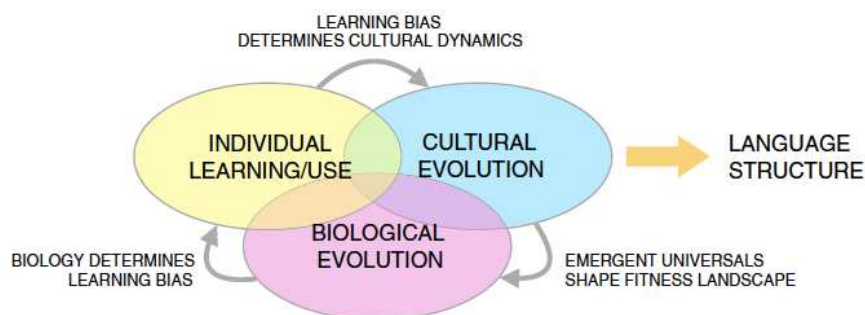 LEARNING BIAS
DETERMINES CULTURAL DYNAMICS
INDIVIDUAL
LEARNING/USE
CULTURAL
EVOLUTION
LANGUAGE
STRUCTURE
BIOLOGICAL
EVOLUTION
BIOLOGY DETERMINES
LEARNING BIAS
EMERGENT UNIVERSALS
SHAPE FITNESS LANDSCAPE